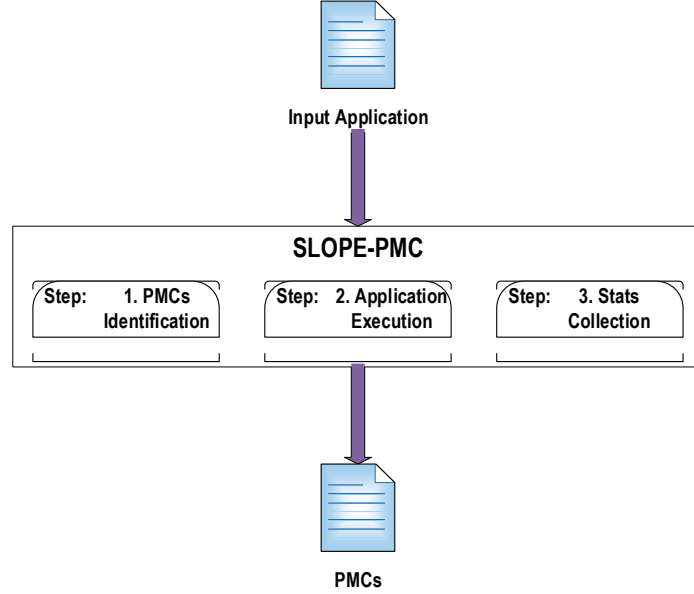 Input Application
SLOPE-PMC
Step: 1. PMCs
Identification
Step: 2. Application
Execution
Step: 3. Stats
Collection
PMCs